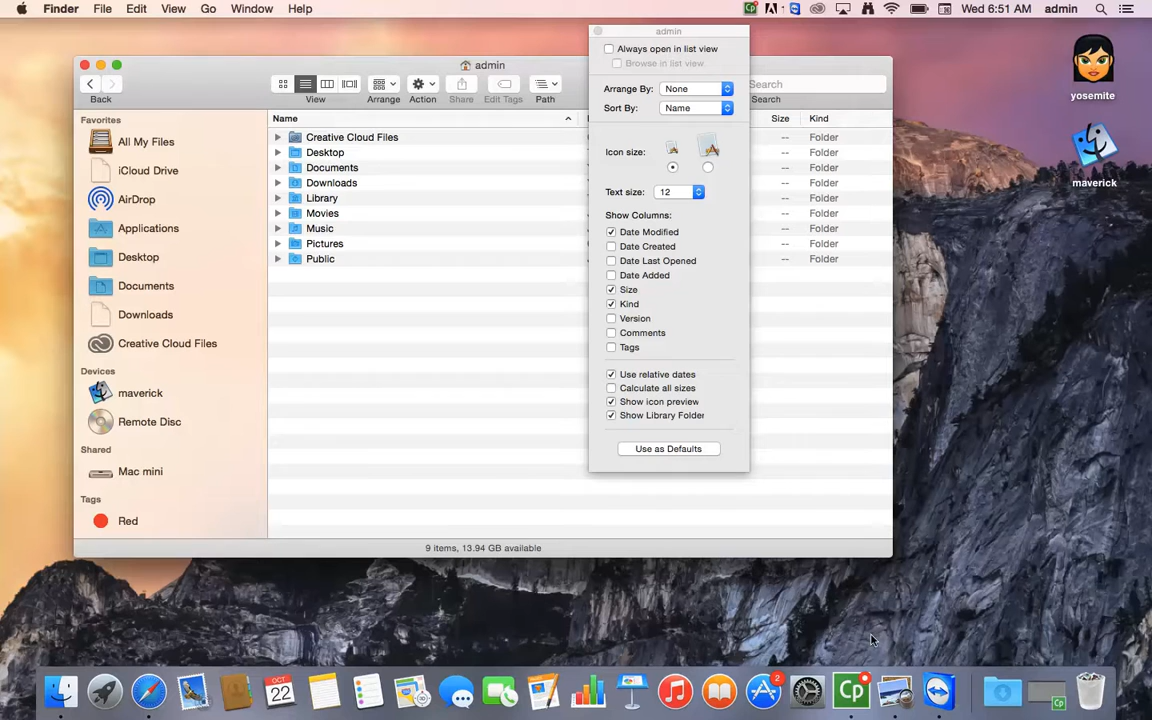 Finder File Edit View Go Window Help Wed 6:51 AM admin
admin
admin
Always open in list view
Browse in list view
Back View Arrange Action Share Edit Tags Path Search
Search
Arrange By: None
Sort By: Name
Icon size:
Text size: 12
Show Columns:
Date Modified
Date Created
Date Last Opened
Date Added
Size
Kind
Version
Comments
Tags
Use relative dates
Calculate all sizes
Show icon preview
Show Library Folder
Use as Defaults
Favorites
All My Files
iCloud Drive
AirDrop
Applications
Desktop
Documents
Downloads
Creative Cloud Files
Devices
maverick
Remote Disc
Shared
Mac mini
Tags
Red
Name Size Kind
Creative Cloud Files -- Folder
Desktop -- Folder
Documents -- Folder
Downloads -- Folder
Library -- Folder
Movies -- Folder
Music -- Folder
Pictures -- Folder
Public -- Folder
9 items, 13.94 GB available
yosemite
maverick
OCT
22
2
Cp
Cp